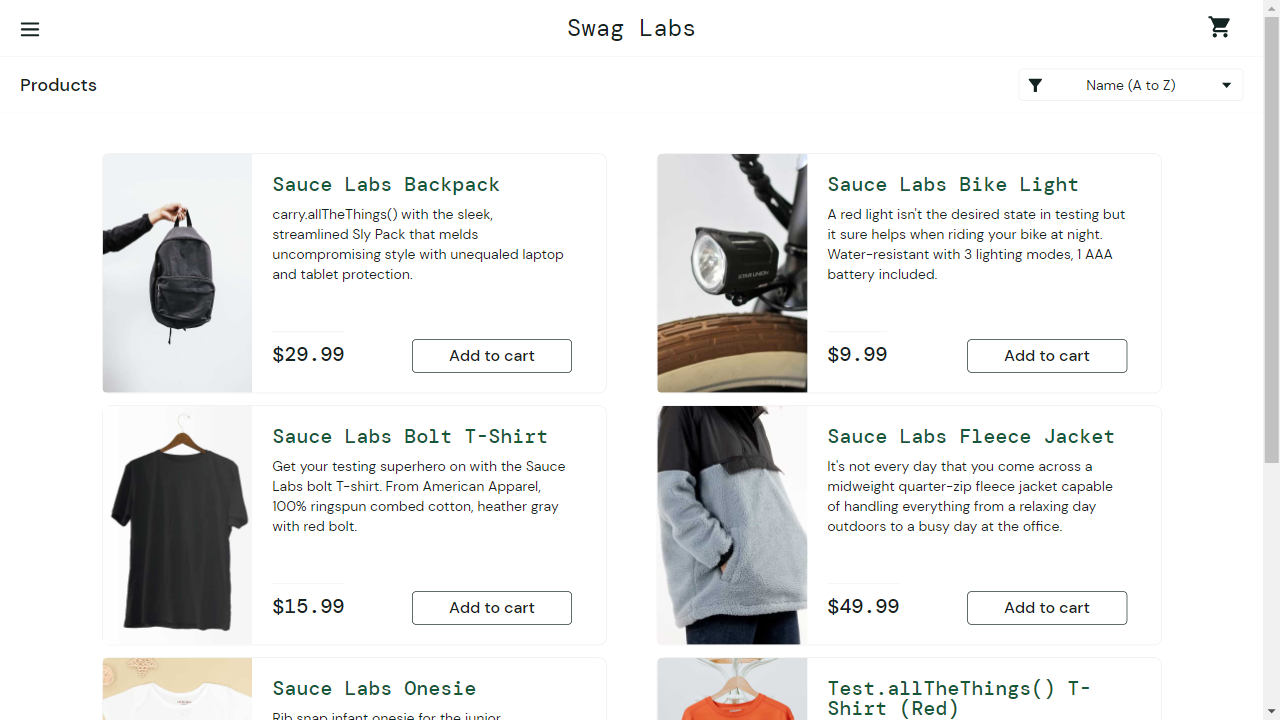 Swag Labs
Products
Name (A to Z)
Sauce Labs Backpack
carry.allTheThings() with the sleek,
streamlined Sly Pack that melds
uncompromising style with unequaled laptop
and tablet protection.
$29.99
Add to cart
Sauce Labs Bike Light
A red light isn't the desired state in testing but
it sure helps when riding your bike at night.
Water-resistant with 3 lighting modes, 1 AAA
battery included.
$9.99
Add to cart
STAR UNION
Sauce Labs Bolt T-Shirt
Get your testing superhero on with the Sauce
Labs bolt T-shirt. From American Apparel,
100% ringspun combed cotton, heather gray
with red bolt.
$15.99
Add to cart
Sauce Labs Fleece Jacket
It's not every day that you come across a
midweight quarter-zip fleece jacket capable
of handling everything from a relaxing day
outdoors to a busy day at the office.
$49.99
Add to cart
Sauce Labs Onesie
Rib snap infant onesie for the junior
Test.allTheThings() T-
Shirt (Red)